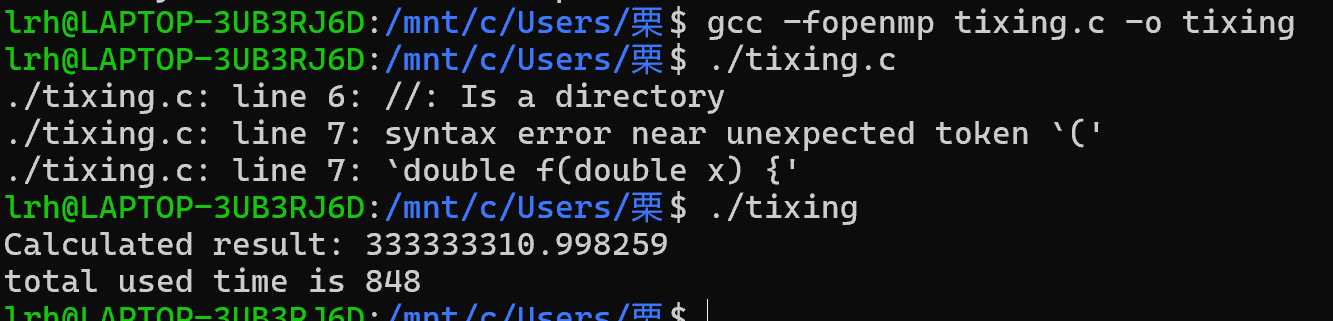 lrh@LAPTOP-3UB3RJ6D:/mnt/c/Users/栗$ gcc -fopenmp tixing.c -o tixing
lrh@LAPTOP-3UB3RJ6D:/mnt/c/Users/栗$ ./tixing.c
./tixing.c: line 6: //: Is a directory
./tixing.c: line 7: syntax error near unexpected token `('
./tixing.c: line 7: `double f(double x) {'
lrh@LAPTOP-3UB3RJ6D:/mnt/c/Users/栗$ ./tixing
Calculated result: 333333310.998259
total used time is 848
lrh@LAPTOP-3UB3RJ6D:/mnt/c/Users/栗$